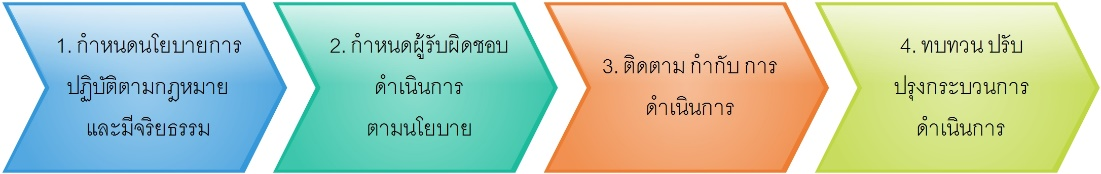 1. กำหนดนโยบายการ
ปฏิบัติตามกฎหมาย
และมีจริยธรรม
2. กำหนดผู้รับผิดชอบ
ดำเนินการ
ตามนโยบาย
3. ติดตาม กำกับ การ
ดำเนินการ
4. ทบทวน ปรับ
ปรุงกระบวนการ
ดำเนินการ